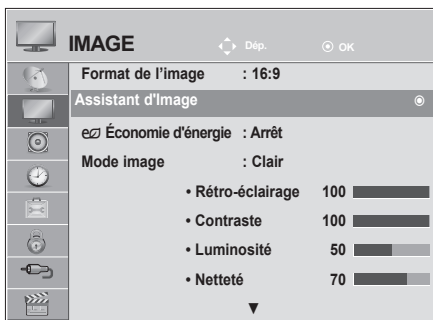 IMAGE Dép. OK
Format de l’image : 16:9
Assistant d'Image
Économie d'énergie : Arrêt
Mode image : Clair
• Rétro-éclairage 100
• Contraste 100
• Luminosité 50
• Netteté 70